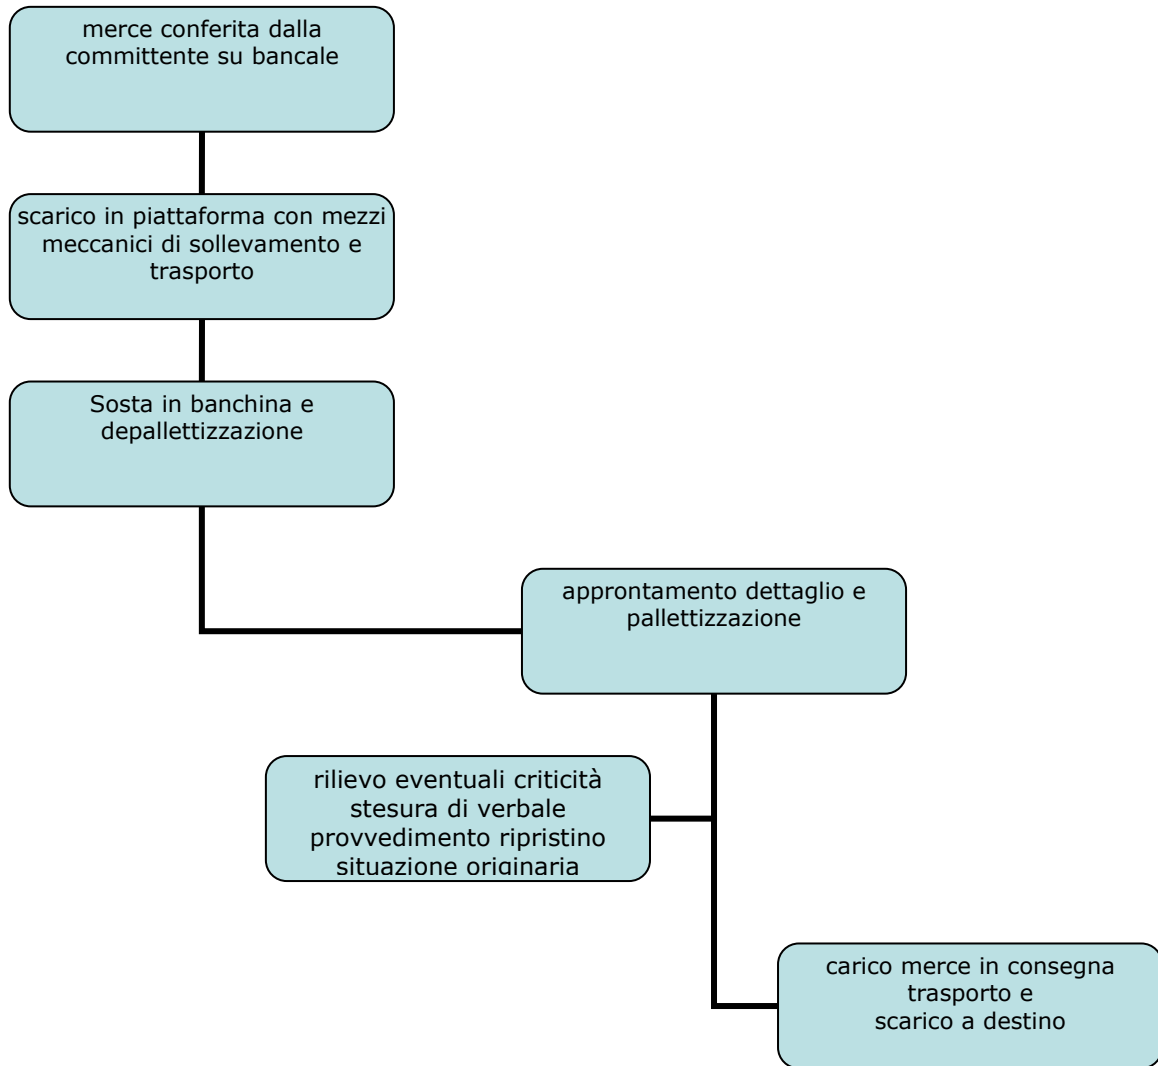 merce conferita dalla
committente su bancale
scarico in piattaforma con mezzi
meccanici di sollevamento e
trasporto
Sosta in banchina e
depallettizzazione
approntamento dettaglio e
pallettizzazione
rilievo eventuali criticità
stesura di verbale
provvedimento ripristino
situazione originaria
carico merce in consegna
trasporto e
scarico a destino